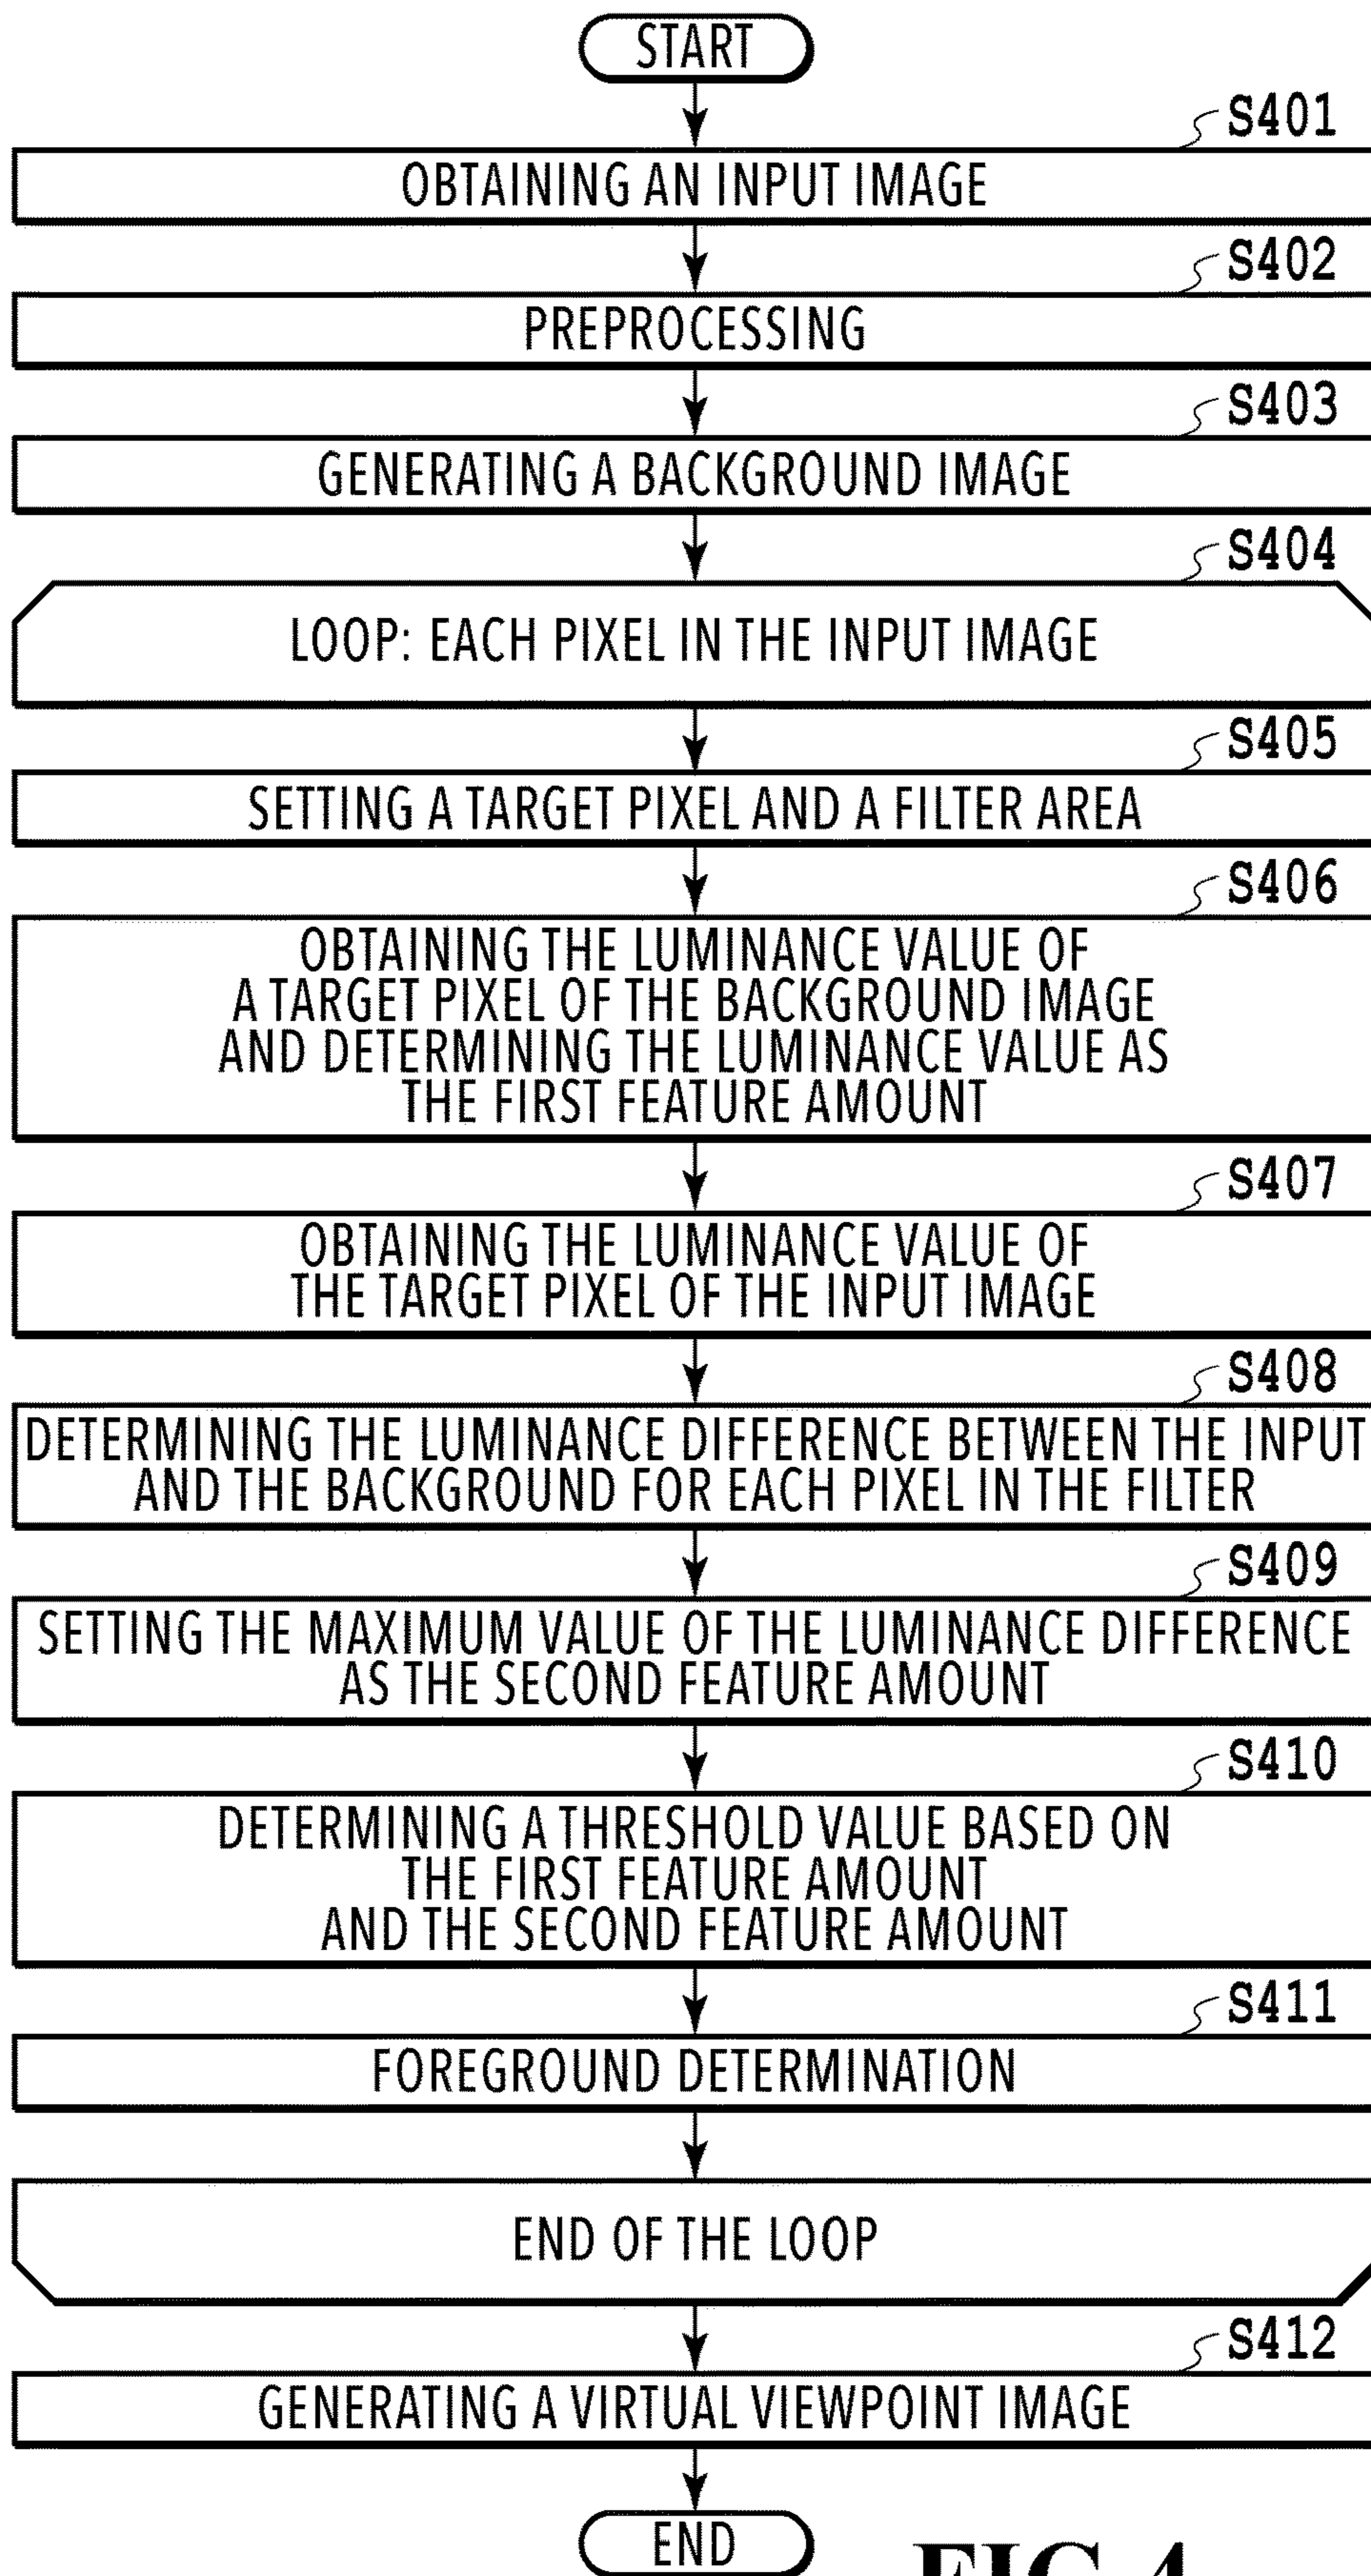 START
S401
OBTAINING AN INPUT IMAGE
S402
PREPROCESSING
S403
GENERATING A BACKGROUND IMAGE
S404
LOOP: EACH PIXEL IN THE INPUT IMAGE
S405
SETTING A TARGET PIXEL AND A FILTER AREA
S406
OBTAINING THE LUMINANCE VALUE OF
A TARGET PIXEL OF THE BACKGROUND IMAGE
AND DETERMINING THE LUMINANCE VALUE AS
THE FIRST FEATURE AMOUNT
S407
OBTAINING THE LUMINANCE VALUE OF
THE TARGET PIXEL OF THE INPUT IMAGE
S408
DETERMINING THE LUMINANCE DIFFERENCE BETWEEN THE INPUT
AND THE BACKGROUND FOR EACH PIXEL IN THE FILTER
S409
SETTING THE MAXIMUM VALUE OF THE LUMINANCE DIFFERENCE
AS THE SECOND FEATURE AMOUNT
S410
DETERMINING A THRESHOLD VALUE BASED ON
THE FIRST FEATURE AMOUNT
AND THE SECOND FEATURE AMOUNT
S411
FOREGROUND DETERMINATION
END OF THE LOOP
S412
GENERATING A VIRTUAL VIEWPOINT IMAGE
END
FIG.4